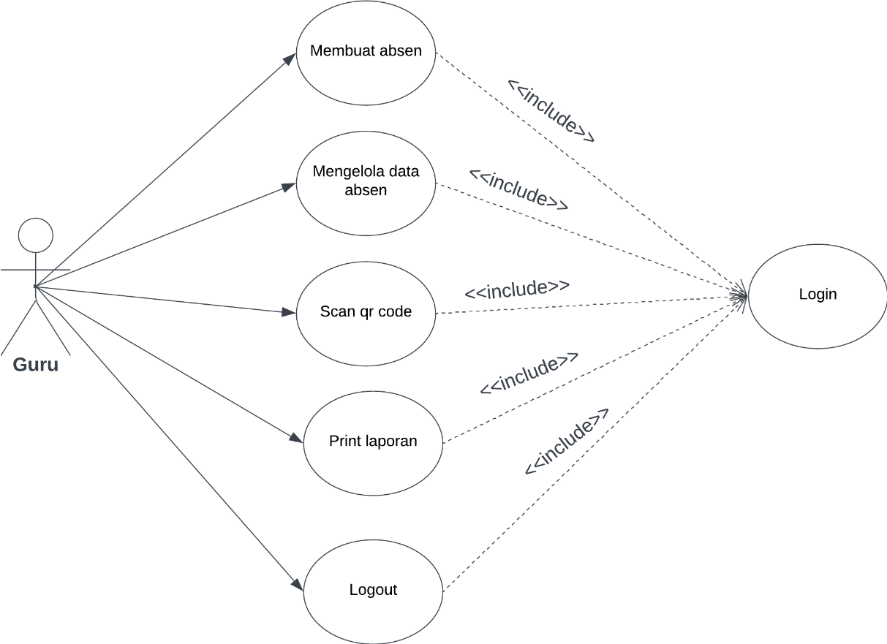 Membuat absen
<<include>>
Mengelola data
absen
<<include>>
Scan qr code
<<include>>
Login
Guru
<<include>>
Print laporan
<<include>>
Logout